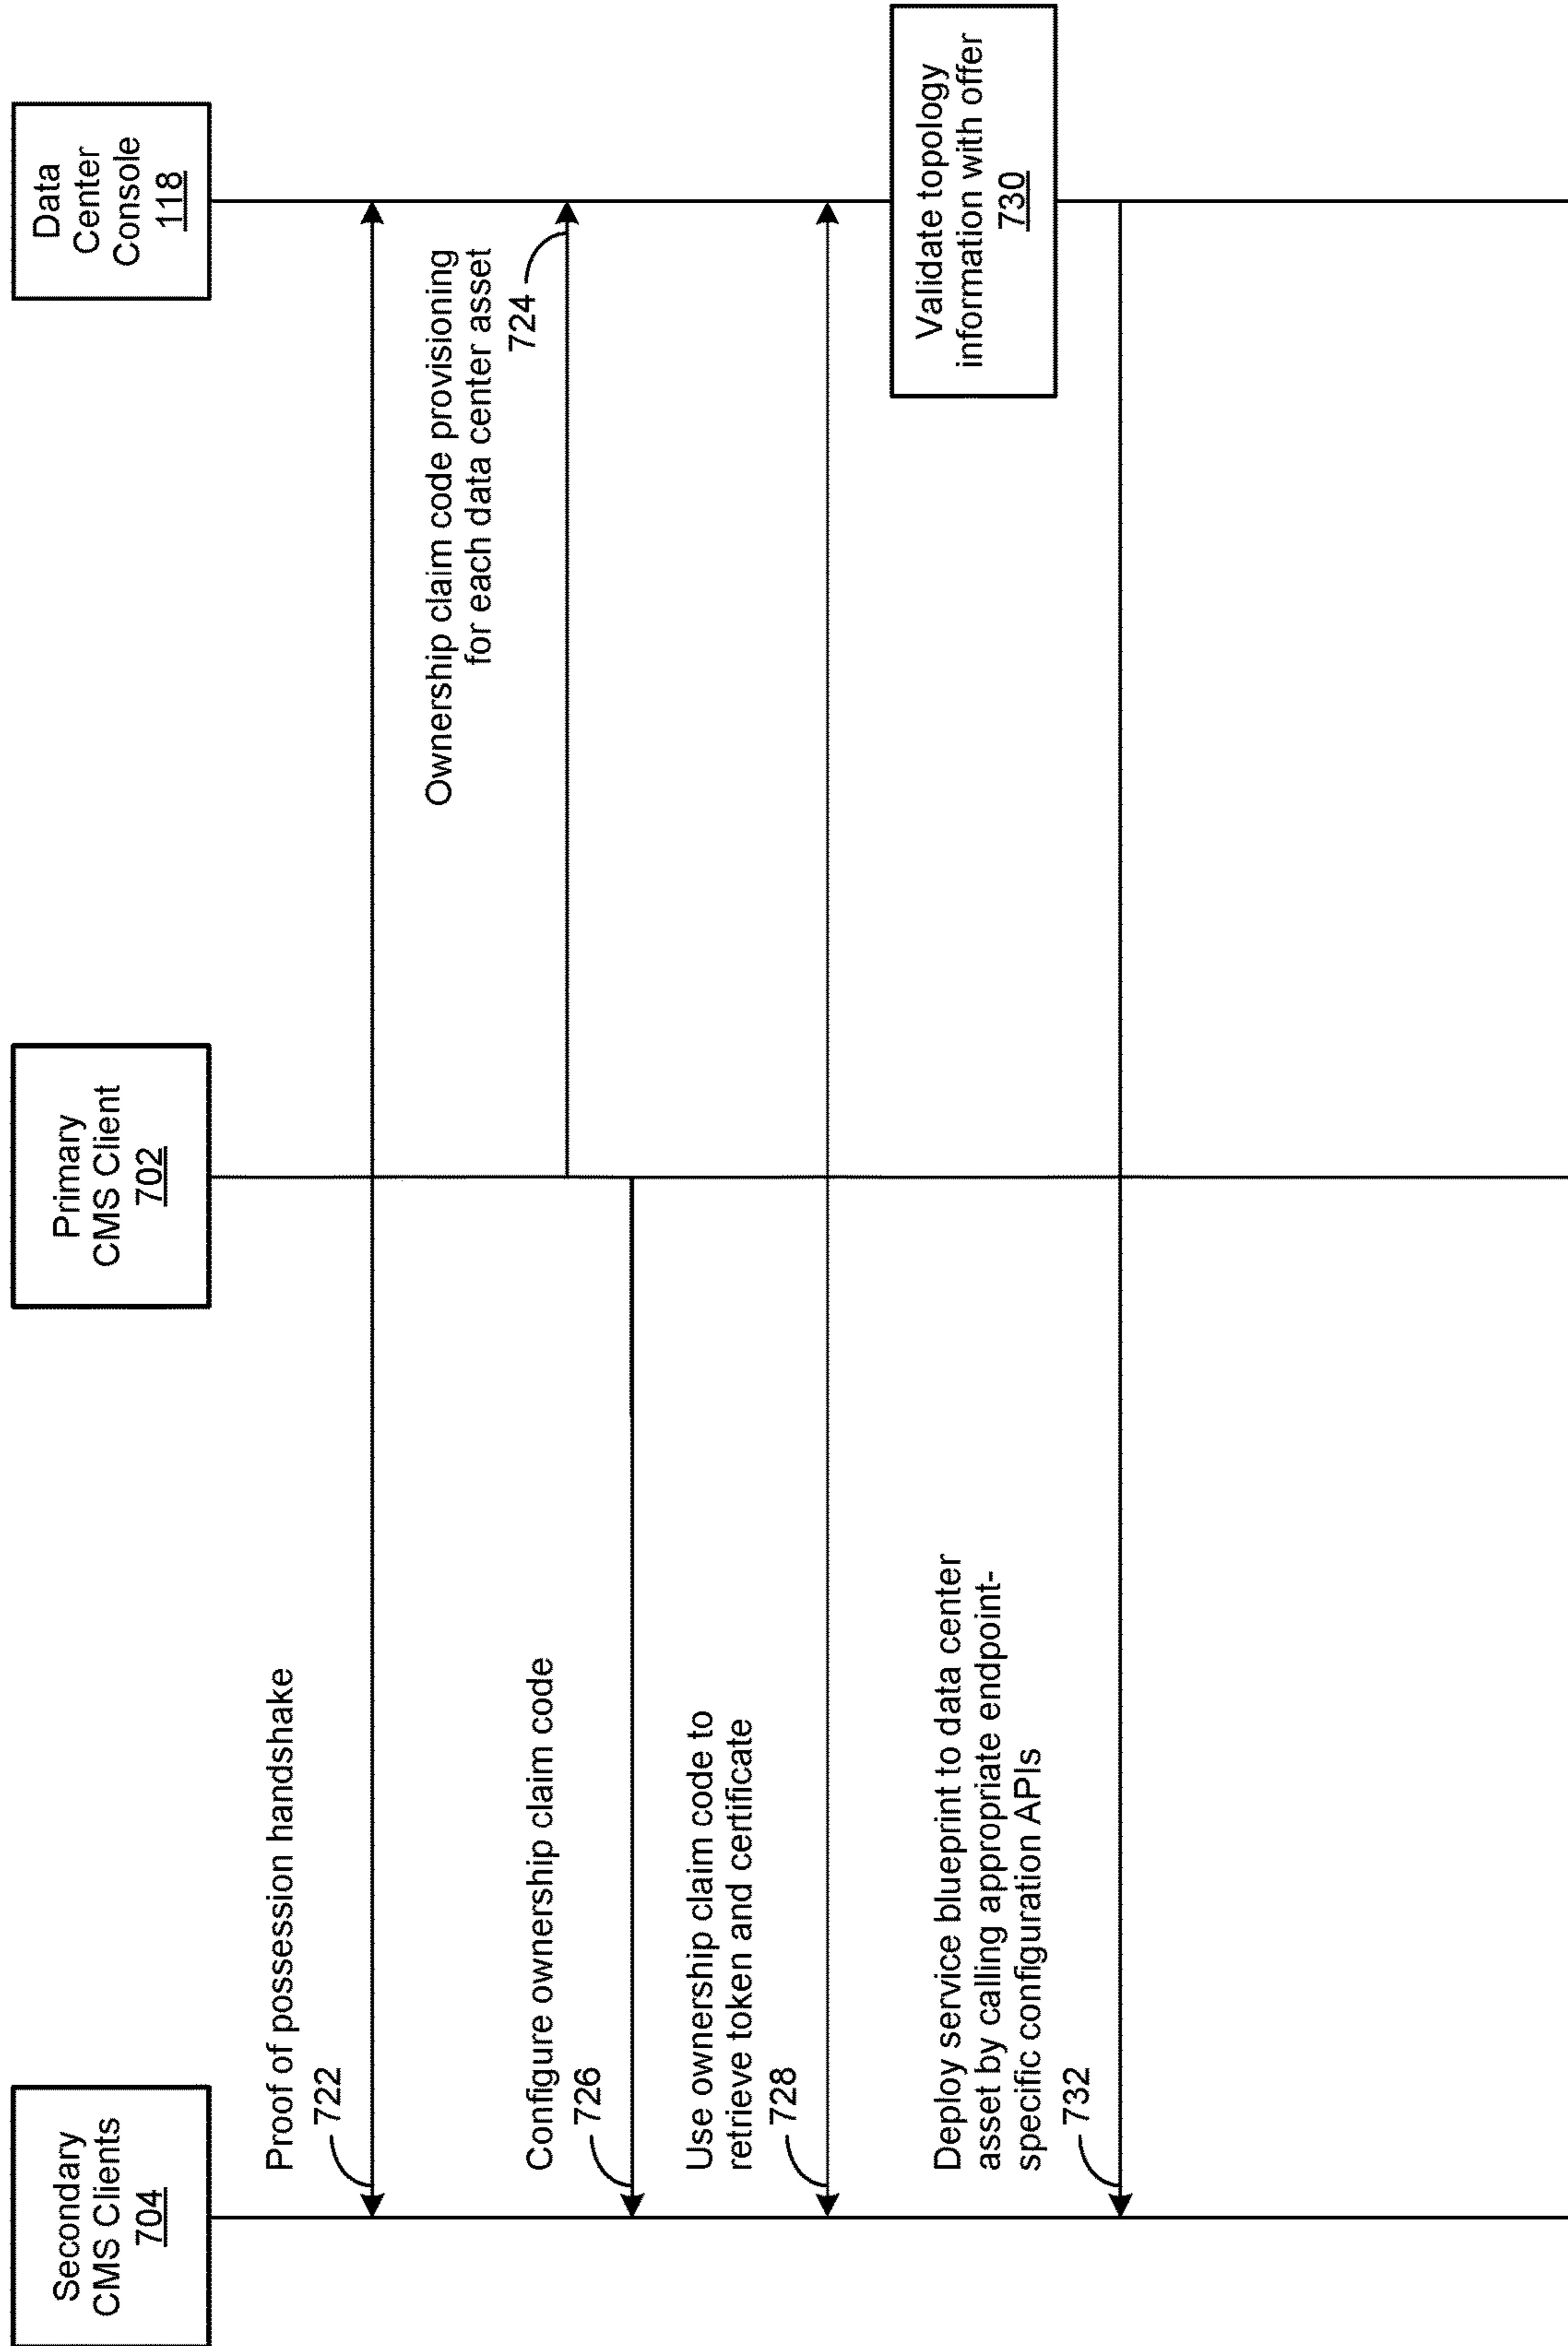 Secondary
CMS Clients
704
Primary
CMS Client
702
Data
Center
Console
118
Proof of possession handshake
722
Ownership claim code provisioning
for each data center asset
724
Configure ownership claim code
726
Use ownership claim code to
retrieve token and certificate
728
Validate topology
information with offer
730
Deploy service blueprint to data center
asset by calling appropriate endpoint-
specific configuration APIs
732